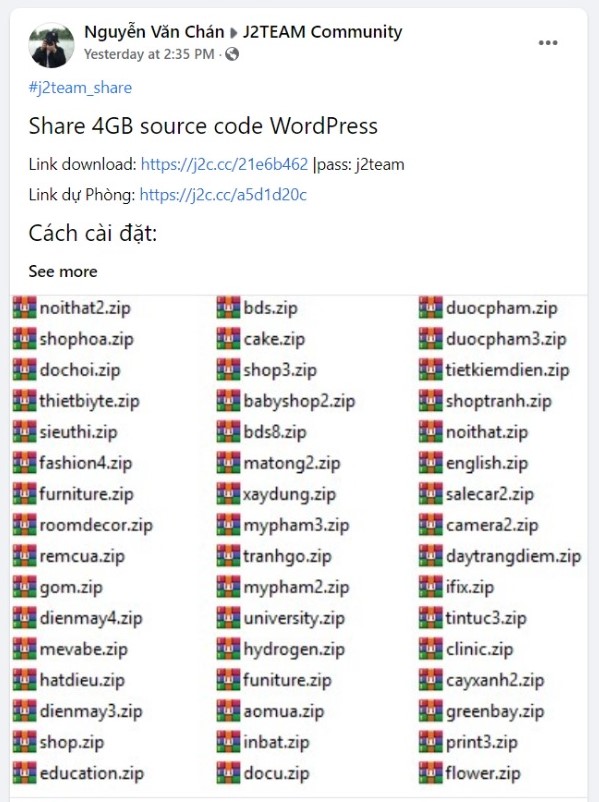 Nguyễn Văn Chán ▸ J2TEAM Community
Yesterday at 2:35 PM ·
#j2team_share
Share 4GB source code WordPress
Link download: https://j2c.cc/21e6b462 |pass: j2team
Link dự Phòng: https://j2c.cc/a5d1d20c
Cách cài đặt:
See more
noithat2.zip
shophoa.zip
dochoi.zip
thietbiyte.zip
sieuthi.zip
fashion4.zip
furniture.zip
roomdecor.zip
remcua.zip
gom.zip
dienmay4.zip
mevabe.zip
hatdieu.zip
dienmay3.zip
shop.zip
education.zip
bds.zip
cake.zip
shop3.zip
babyshop2.zip
bds8.zip
matong2.zip
xaydung.zip
mypham3.zip
tranhgo.zip
mypham2.zip
university.zip
hydrogen.zip
funiture.zip
aomua.zip
inbat.zip
docu.zip
duocpham.zip
duocpham3.zip
tietkiemdien.zip
shoptranh.zip
noithat.zip
english.zip
salecar2.zip
camera2.zip
daytrangdiem.zip
ifix.zip
tintuc3.zip
clinic.zip
cayxanh2.zip
greenbay.zip
print3.zip
flower.zip